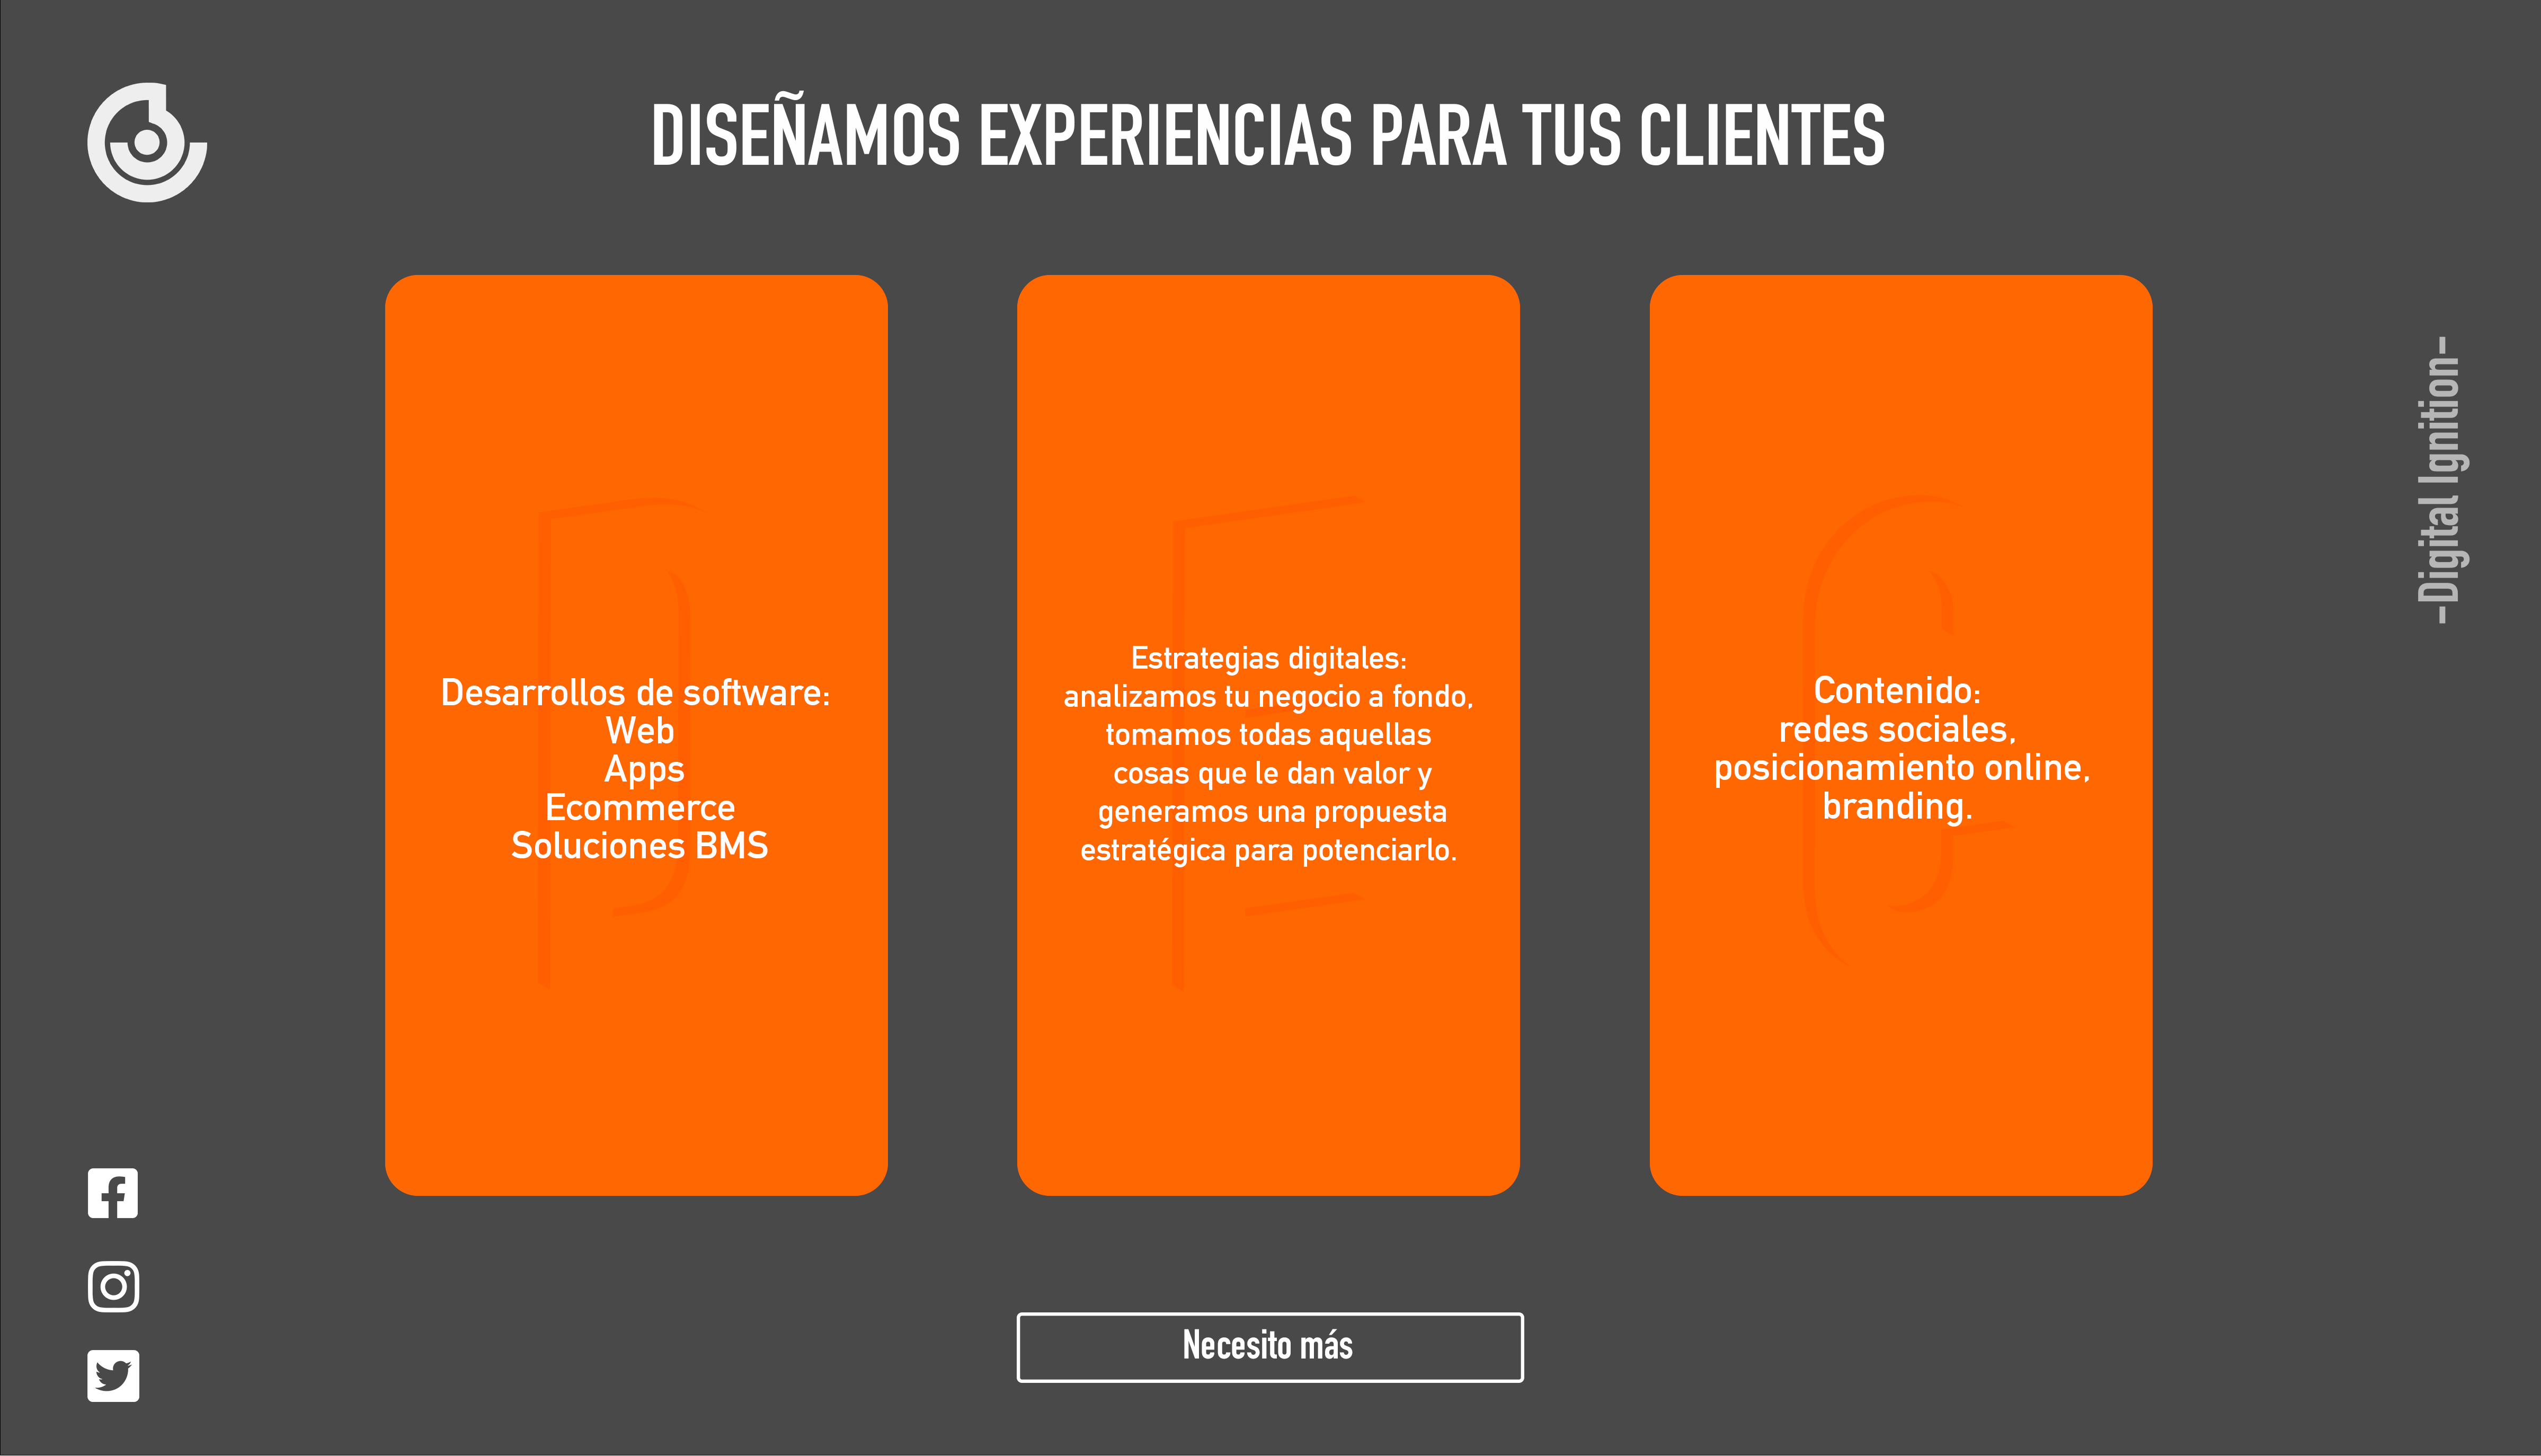 DISEÑAMOS EXPERIENCIAS PARA TUS CLIENTES
Desarrollos de software:
Web
Apps
Ecommerce
Soluciones BMS
Estrategias digitales:
analizamos tu negocio a fondo,
tomamos todas aquellas
cosas que le dan valor y
generamos una propuesta
estratégica para potenciarlo.
Contenido:
redes sociales,
posicionamiento online,
branding.
–Digital Ignition–
Necesito más